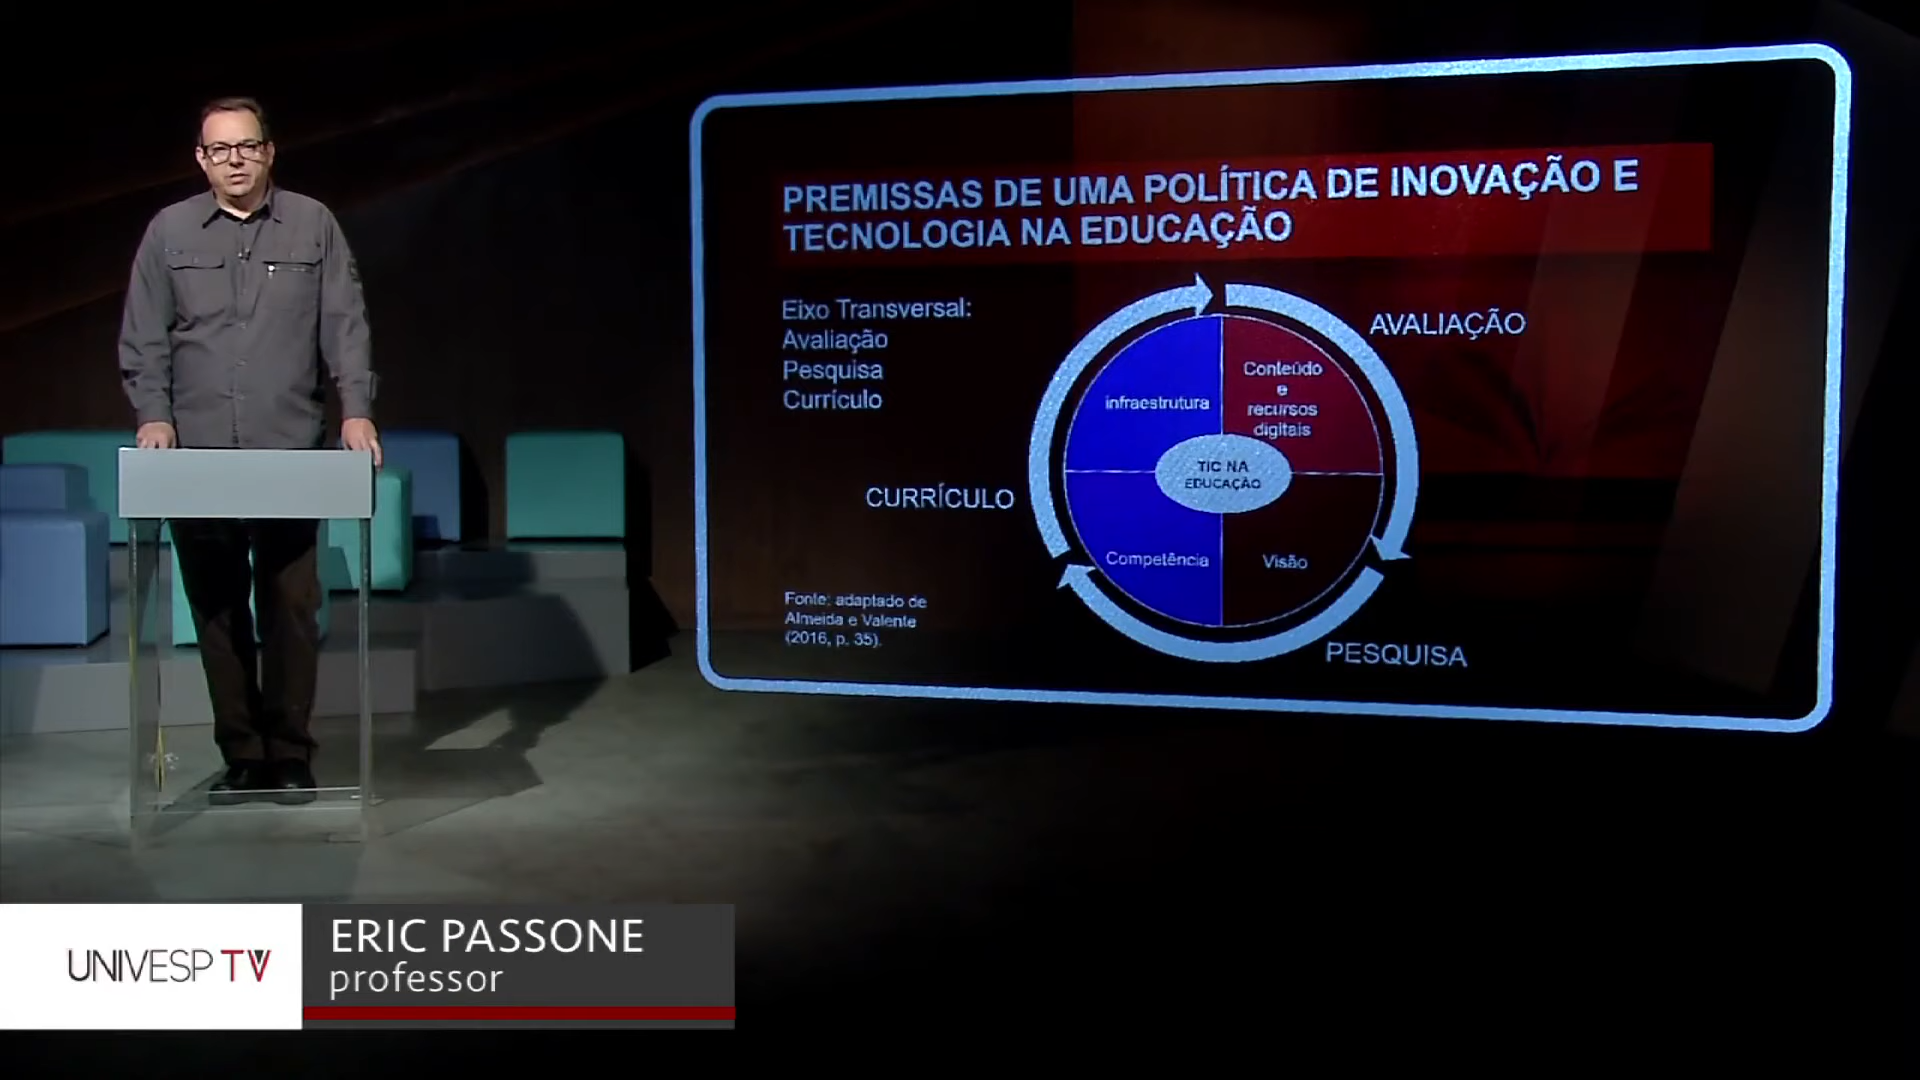 PREMISSAS DE UMA POLÍTICA DE INOVAÇÃO E
TECNOLOGIA NA EDUCAÇÃO
Eixo Transversal:
Avaliação
Pesquisa
Currículo
AVALIAÇÃO
infraestrutura
Conteúdo
e
recursos
digitais
TIC NA
EDUCAÇÃO
CURRÍCULO
Competência
Visão
PESQUISA
Fonte: adaptado de
Almeida e Valente
(2016, p. 35).
UNIVESP TV
ERIC PASSONE
professor